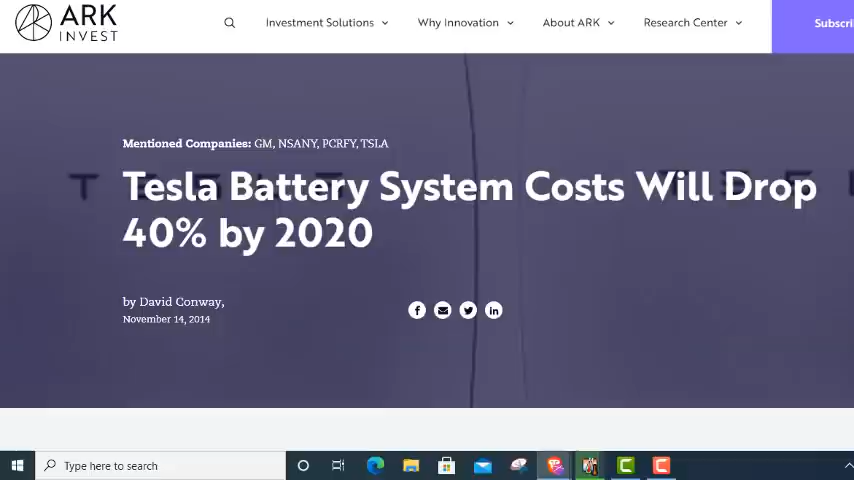 ARK
INVEST
Investment Solutions
Why Innovation
About ARK
Research Center
Subscri
Mentioned Companies: GM, NSANY, PCRFY, TSLA
Tesla Battery System Costs Will Drop
40% by 2020
by David Conway,
November 14, 2014
Type here to search